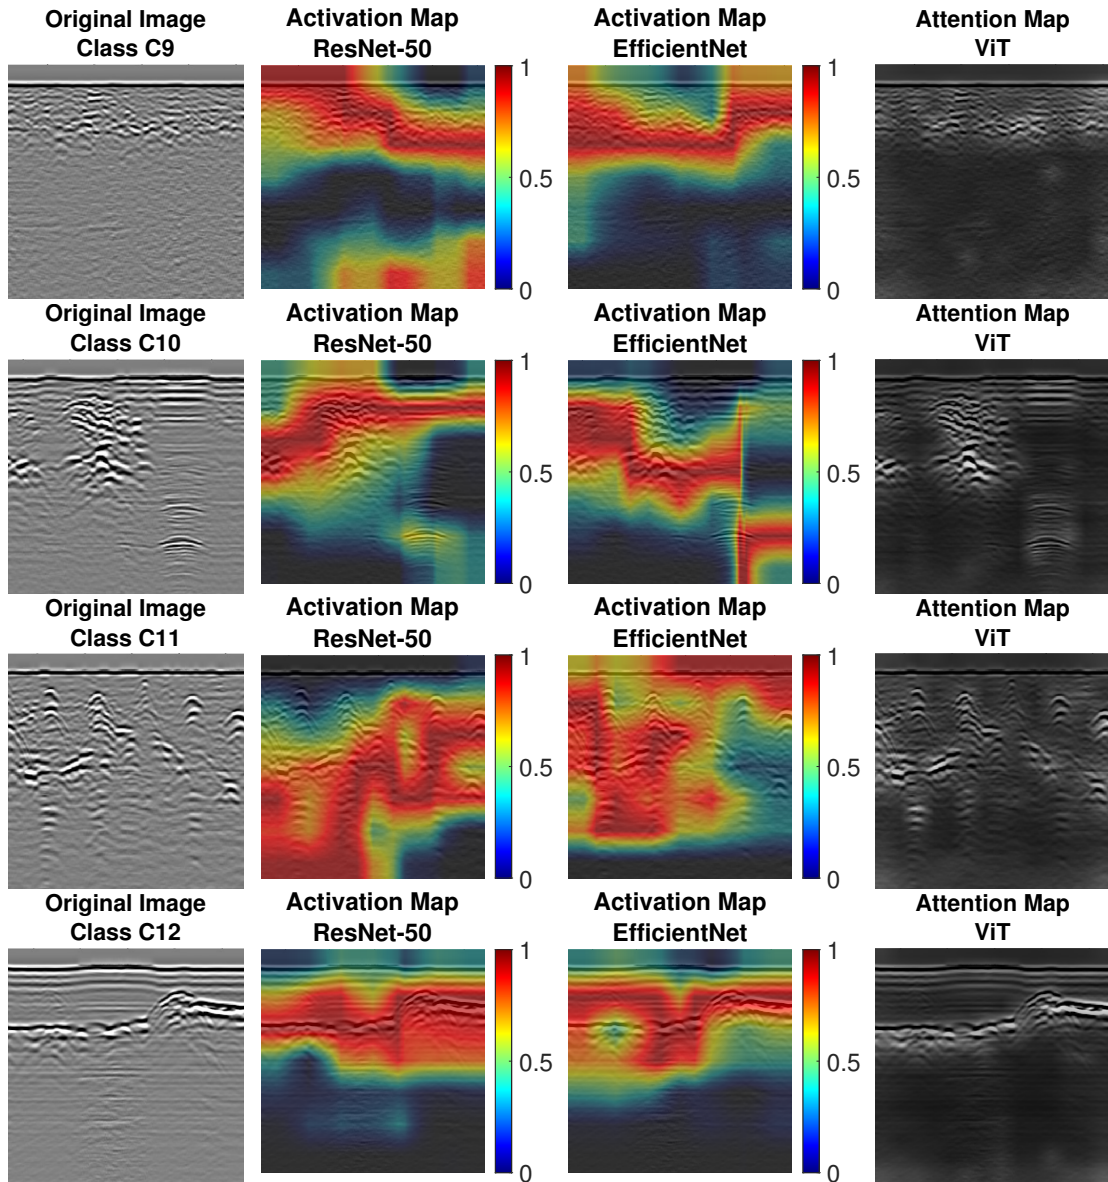 Original Image
Class C9
Activation Map
ResNet-50
1
0.5
0
Activation Map
EfficientNet
1
0.5
0
Attention Map
ViT
Original Image
Class C10
Activation Map
ResNet-50
1
0.5
0
Activation Map
EfficientNet
1
0.5
0
Attention Map
ViT
Original Image
Class C11
Activation Map
ResNet-50
1
0.5
0
Activation Map
EfficientNet
1
0.5
0
Attention Map
ViT
Original Image
Class C12
Activation Map
ResNet-50
1
0.5
0
Activation Map
EfficientNet
1
0.5
0
Attention Map
ViT